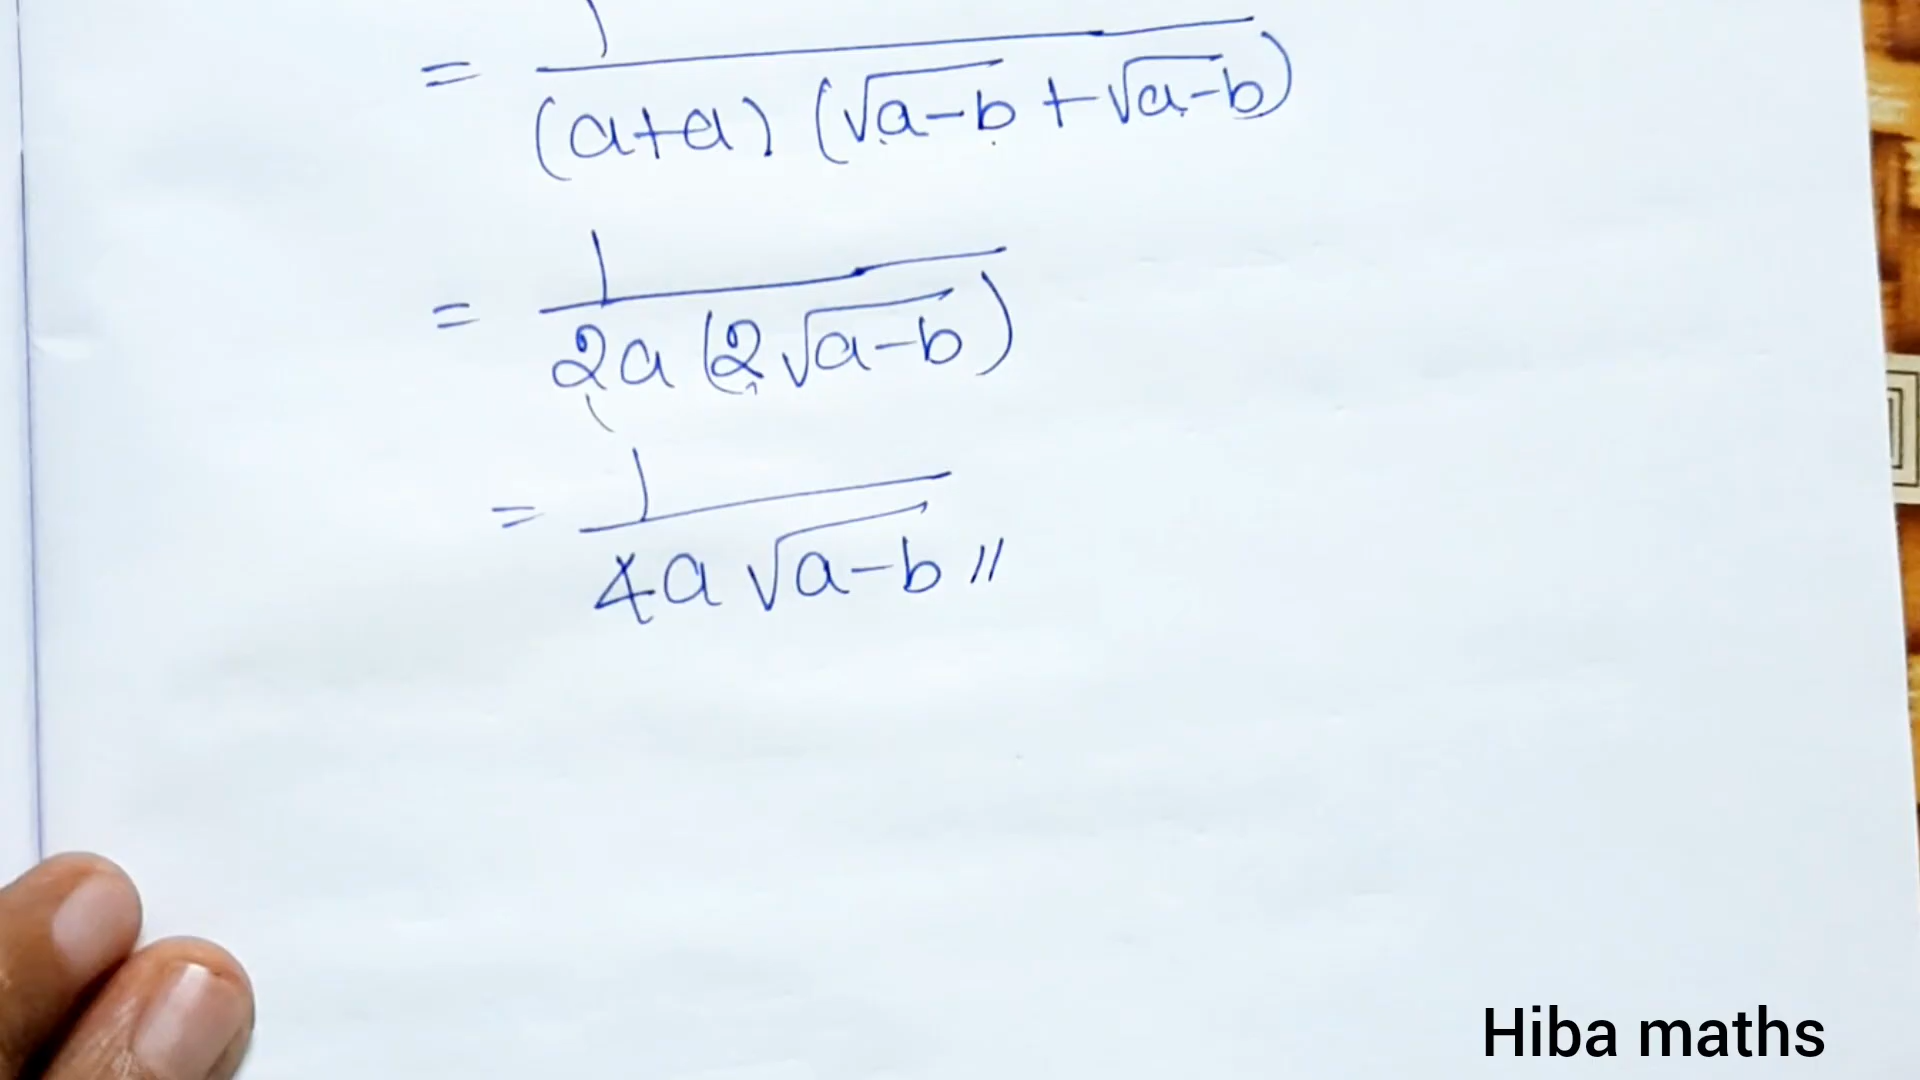 = 1 / (a+a) (√a-b + √a-b)
= 1 / 2a (2√a-b)
= 1 / 4a √a-b //
Hiba maths